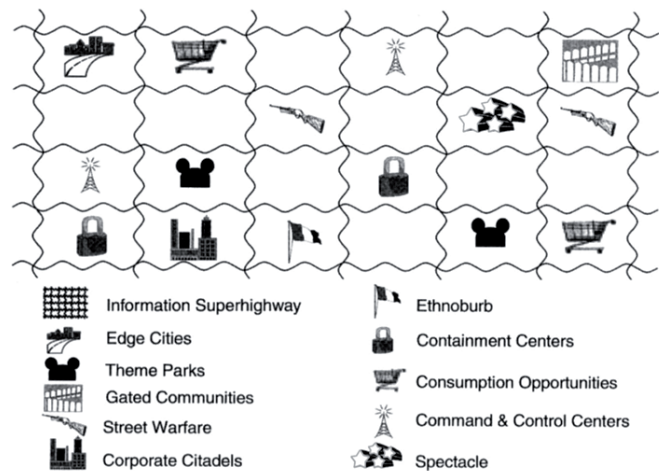 Information Superhighway
Edge Cities
Theme Parks
Gated Communities
Street Warfare
Corporate Citadels
Ethnoburb
Containment Centers
Consumption Opportunities
Command & Control Centers
Spectacle